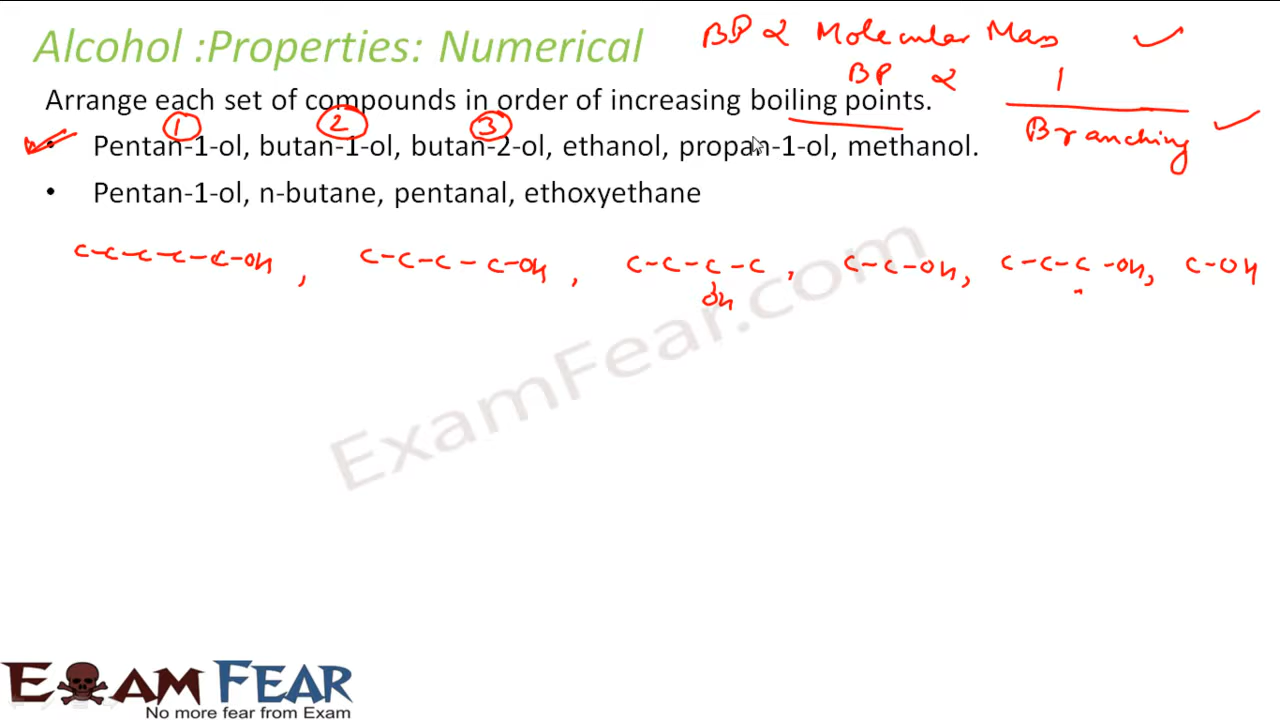 Alcohol :Properties: Numerical
BP ∝ Molecular Mass ✓
BP ∝ 1
Branching ✓
Arrange each set of compounds in order of increasing boiling points.
1 2 3
• Pentan-1-ol, butan-1-ol, butan-2-ol, ethanol, propan-1-ol, methanol.
• Pentan-1-ol, n-butane, pentanal, ethoxyethane
C-C-C-C-C-OH, C-C-C-C-OH, C-C-C-C, C-C-OH, C-C-C-OH, C-OH
OH
ExamFear.com
EXAM FEAR
No more fear from Exam